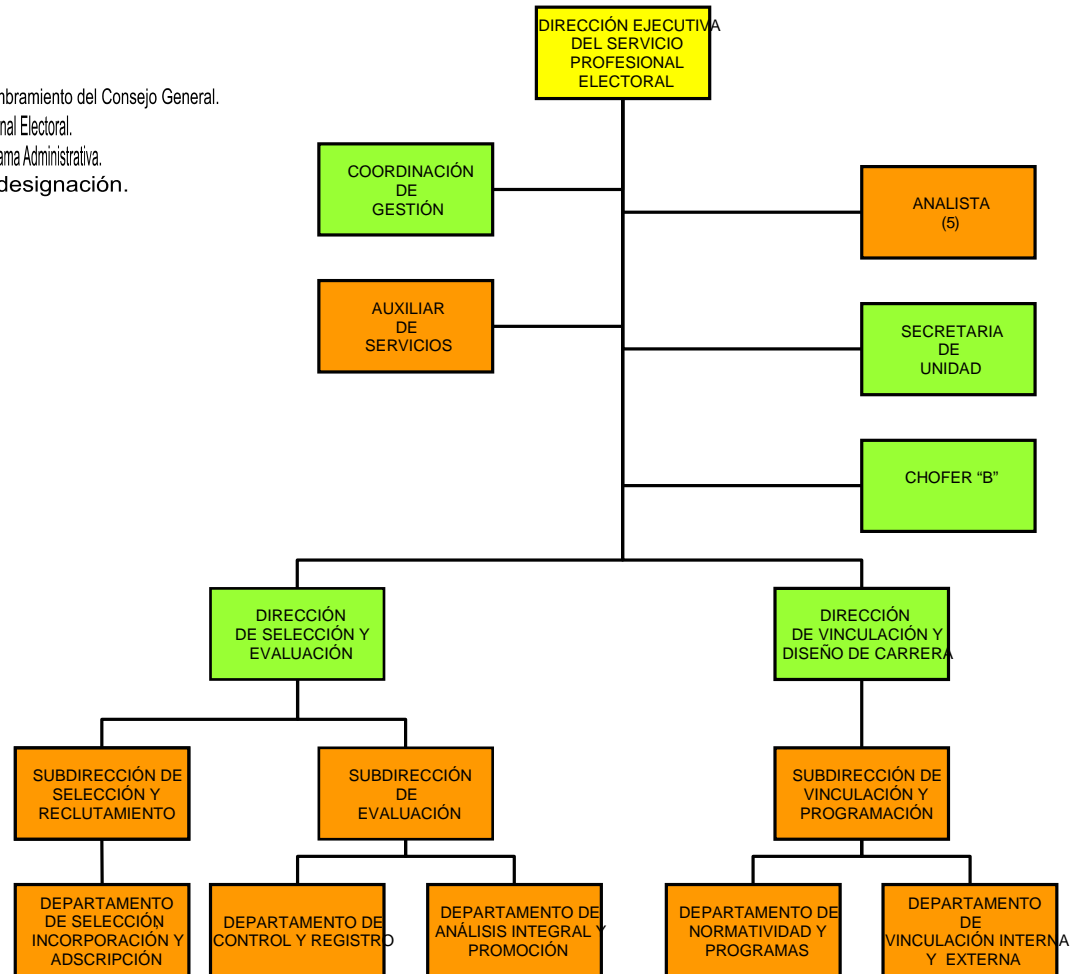 DIRECCIÓN EJECUTIVA
DEL SERVICIO
PROFESIONAL
ELECTORAL
mbramiento del Consejo General.
nal Electoral.
ama Administrativa.
designación.
COORDINACIÓN
DE
GESTIÓN
ANALISTA
(5)
AUXILIAR
DE
SERVICIOS
SECRETARIA
DE
UNIDAD
CHOFER “B”
DIRECCIÓN
DE SELECCIÓN Y
EVALUACIÓN
DIRECCIÓN
DE VINCULACIÓN Y
DISEÑO DE CARRERA
SUBDIRECCIÓN DE
SELECCIÓN Y
RECLUTAMIENTO
SUBDIRECCIÓN
DE
EVALUACIÓN
SUBDIRECCIÓN DE
VINCULACIÓN Y
PROGRAMACIÓN
DEPARTAMENTO
DE SELECCIÓN,
INCORPORACIÓN Y
ADSCRIPCIÓN
DEPARTAMENTO DE
CONTROL Y REGISTRO
DEPARTAMENTO DE
ANÁLISIS INTEGRAL Y
PROMOCIÓN
DEPARTAMENTO DE
NORMATIVIDAD Y
PROGRAMAS
DEPARTAMENTO
DE
VINCULACIÓN INTERNA
Y EXTERNA